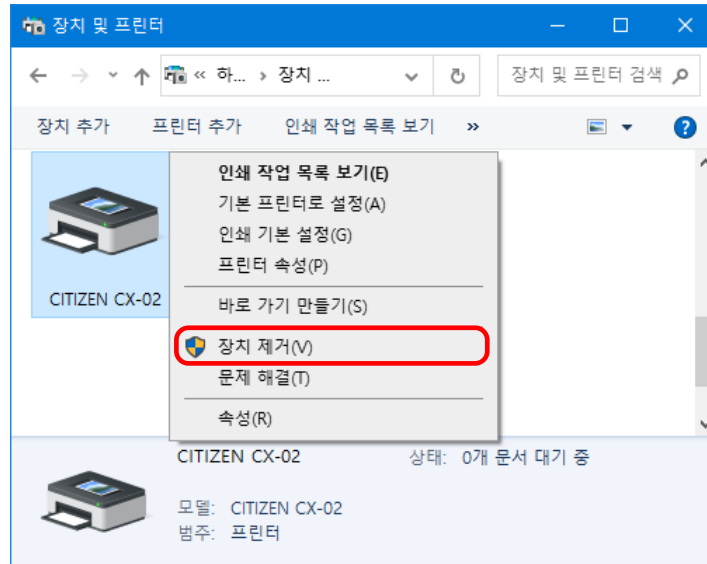 장치 및 프린터
« 하... › 장치 ...
장치 및 프린터 검색
장치 추가 프린터 추가 인쇄 작업 목록 보기 »
인쇄 작업 목록 보기(E)
기본 프린터로 설정(A)
인쇄 기본 설정(G)
프린터 속성(P)
바로 가기 만들기(S)
장치 제거(V)
문제 해결(T)
속성(R)
CITIZEN CX-02
CITIZEN CX-02 상태: 0개 문서 대기 중
모델: CITIZEN CX-02
범주: 프린터